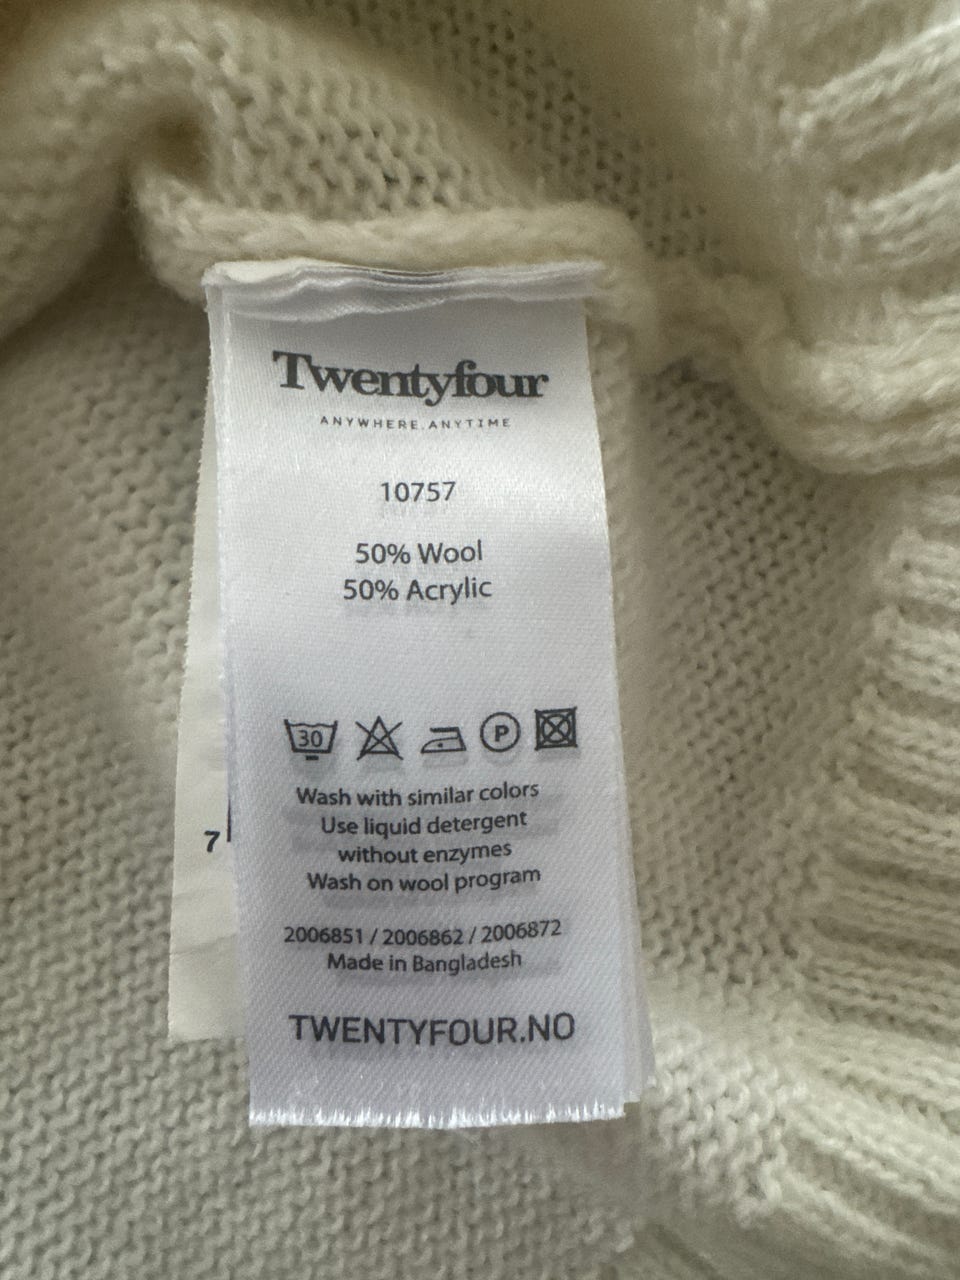 Twentyfour
ANYWHERE, ANYTIME
10757
50% Wool
50% Acrylic
30
P
Wash with similar colors
Use liquid detergent
without enzymes
Wash on wool program
2006851 / 2006862 / 2006872
Made in Bangladesh
TWENTYFOUR.NO
7